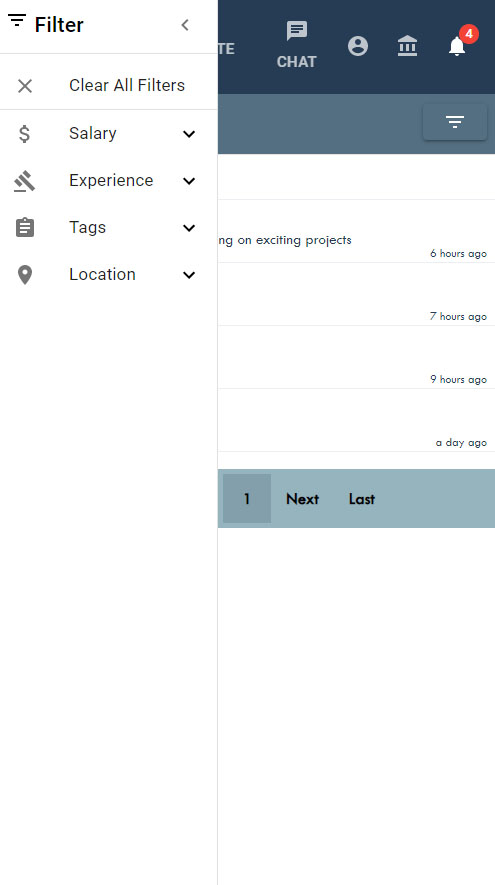 Filter
Clear All Filters
Salary
Experience
Tags
Location
TE
CHAT
4
ng on exciting projects
6 hours ago
7 hours ago
9 hours ago
a day ago
1 Next Last